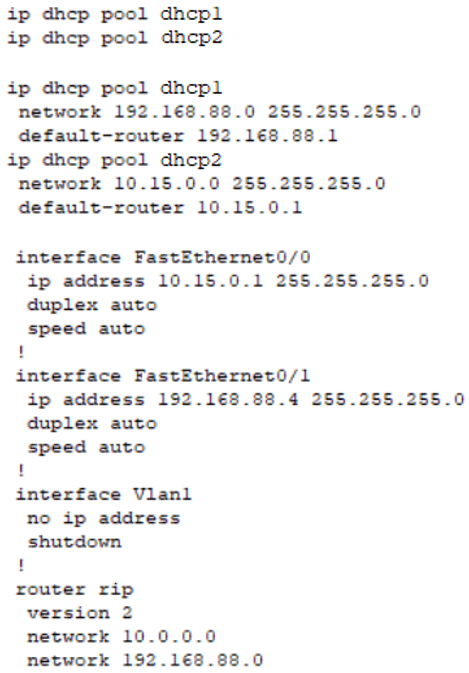 ip dhcp pool dhcp1
ip dhcp pool dhcp2
ip dhcp pool dhcp1
network 192.168.88.0 255.255.255.0
default-router 192.168.88.1
ip dhcp pool dhcp2
network 10.15.0.0 255.255.255.0
default-router 10.15.0.1
interface FastEthernet0/0
ip address 10.15.0.1 255.255.255.0
duplex auto
speed auto
!
interface FastEthernet0/1
ip address 192.168.88.4 255.255.255.0
duplex auto
speed auto
!
interface Vlan1
no ip address
shutdown
!
router rip
version 2
network 10.0.0.0
network 192.168.88.0